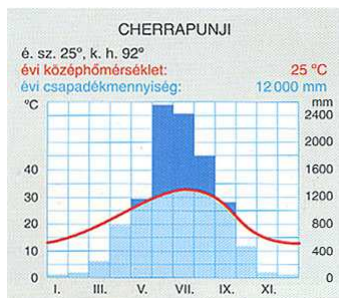 CHERRAPUNJI
é. sz. 25°, k. h. 92°
évi középhőmérséklet: 25 °C
évi csapadékmennyiség: 12 000 mm
°C mm
2400
2000
40 1600
30 1200
20 800
10 400
0 0
I. III. V. VII. IX. XI.